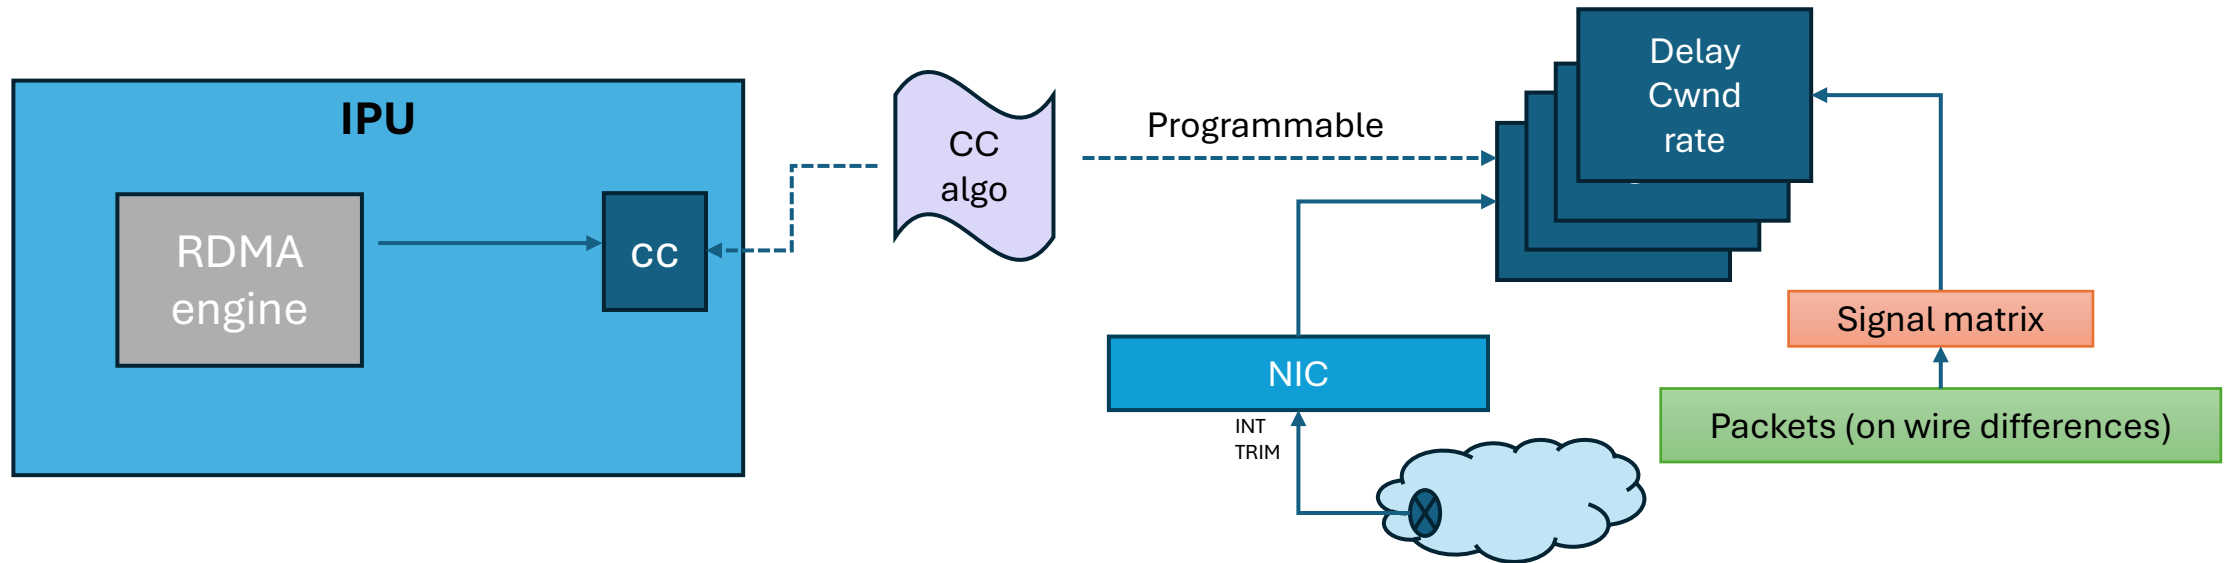 IPU
RDMA
engine
cc
CC
algo
Programmable
Delay
Cwnd
rate
NIC
INT
TRIM
Signal matrix
Packets (on wire differences)